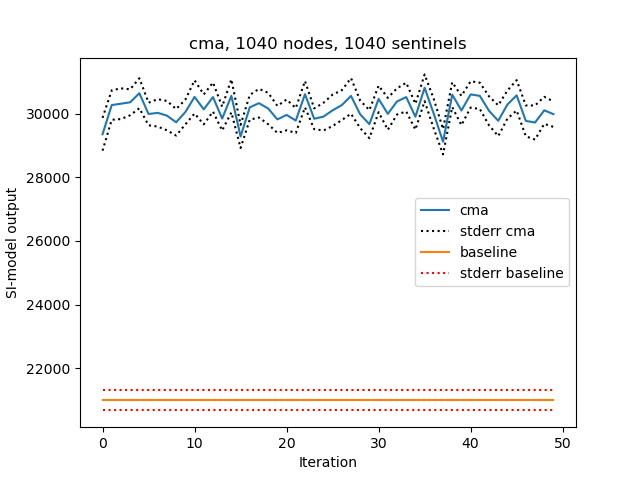 cma, 1040 nodes, 1040 sentinels
SI-model output
30000
28000
26000
24000
22000
cma
stderr cma
baseline
stderr baseline
0 10 20 30 40 50
Iteration